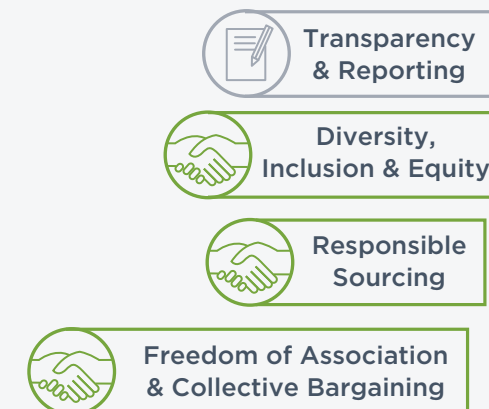 Transparency
& Reporting
Diversity,
Inclusion & Equity
Responsible
Sourcing
Freedom of Association
& Collective Bargaining